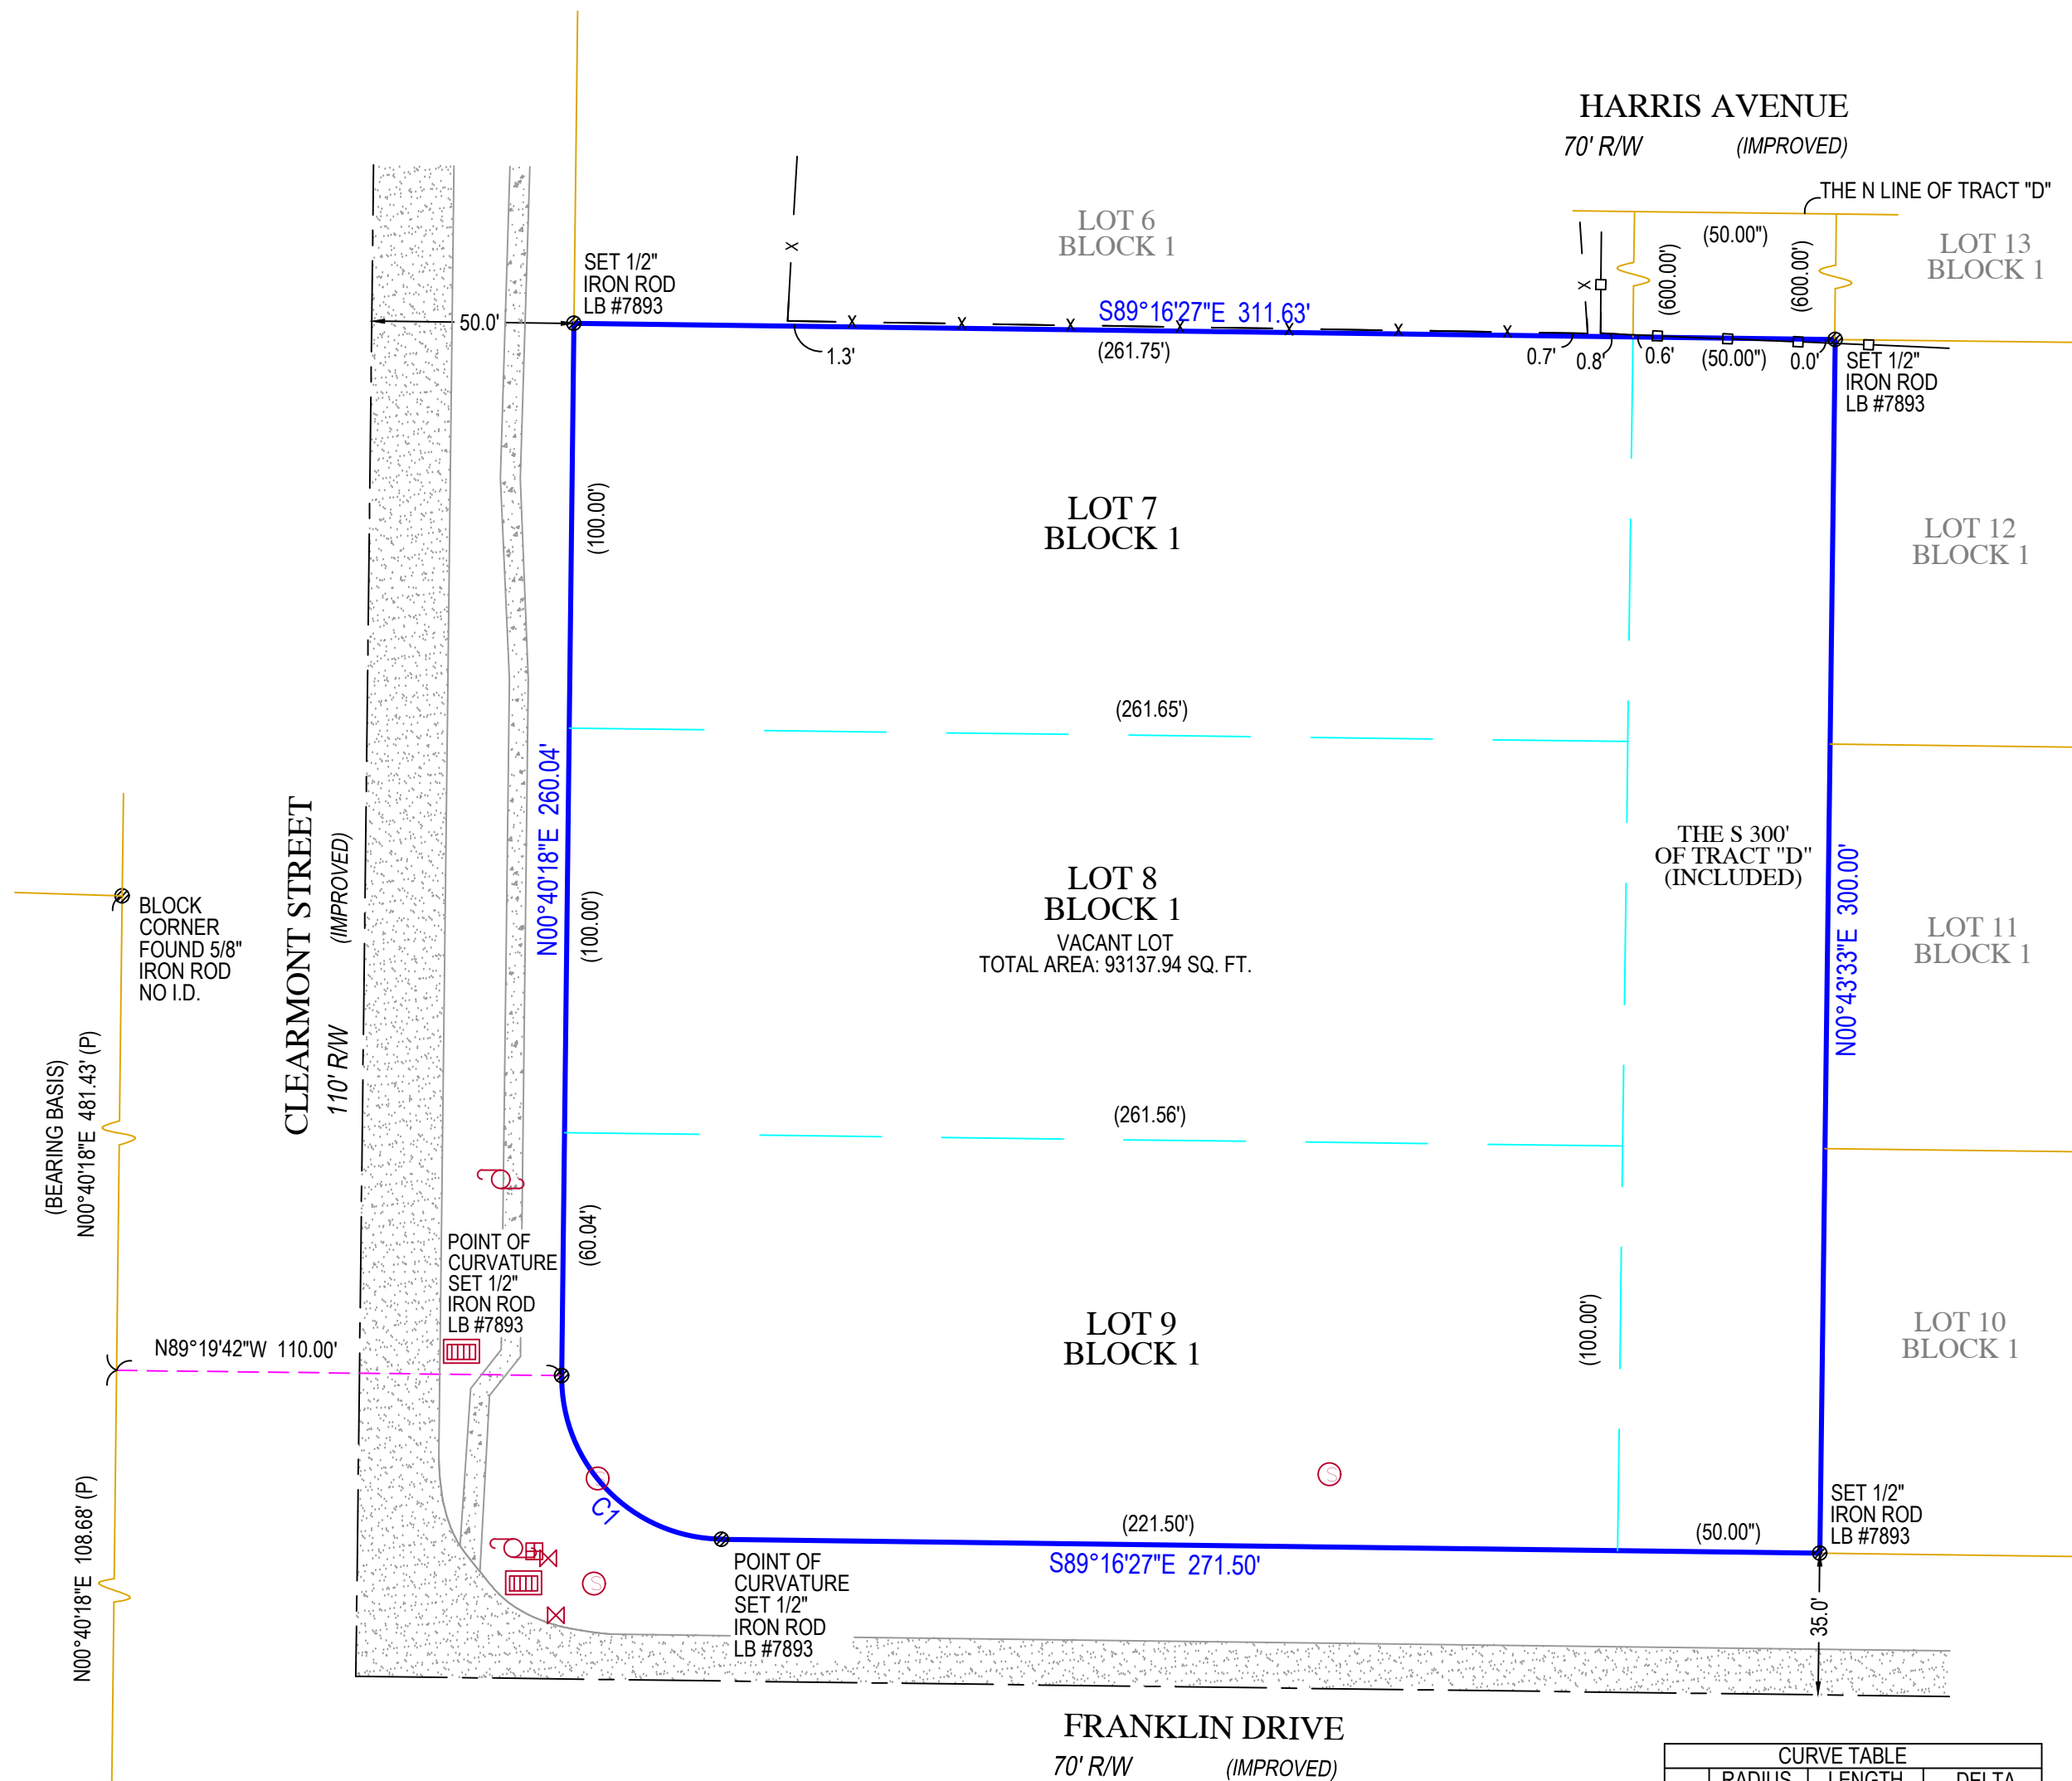 HARRIS AVENUE
70' R/W (IMPROVED)
THE N LINE OF TRACT "D"
LOT 6
BLOCK 1
(50.00")
(600.00')
(600.00')
LOT 13
BLOCK 1
SET 1/2"
IRON ROD
LB #7893
50.0'
X
X
S89°16'27"E 311.63'
X X X X X X X
1.3'
(261.75')
0.7'
0.8'
0.6'
(50.00")
0.0'
SET 1/2"
IRON ROD
LB #7893
(100.00')
LOT 7
BLOCK 1
LOT 12
BLOCK 1
(261.65')
N00°40'18"E 260.04'
CLEARMONT STREET
(IMPROVED)
110' R/W
THE S 300'
OF TRACT "D"
(INCLUDED)
N00°43'33"E 300.00'
BLOCK
CORNER
FOUND 5/8"
IRON ROD
NO I.D.
(100.00')
LOT 8
BLOCK 1
VACANT LOT
TOTAL AREA: 93137.94 SQ. FT.
LOT 11
BLOCK 1
(BEARING BASIS)
N00°40'18"E 481.43' (P)
(261.56')
(60.04')
POINT OF
CURVATURE
SET 1/2"
IRON ROD
LB #7893
N89°19'42"W 110.00'
LOT 9
BLOCK 1
(100.00')
LOT 10
BLOCK 1
N00°40'18"E 108.68' (P)
S
C1
S
(221.50')
(50.00")
S89°16'27"E 271.50'
SET 1/2"
IRON ROD
LB #7893
S
POINT OF
CURVATURE
SET 1/2"
IRON ROD
LB #7893
35.0'
FRANKLIN DRIVE
70' R/W (IMPROVED)
CURVE TABLE
RADIUS LENGTH DELTA